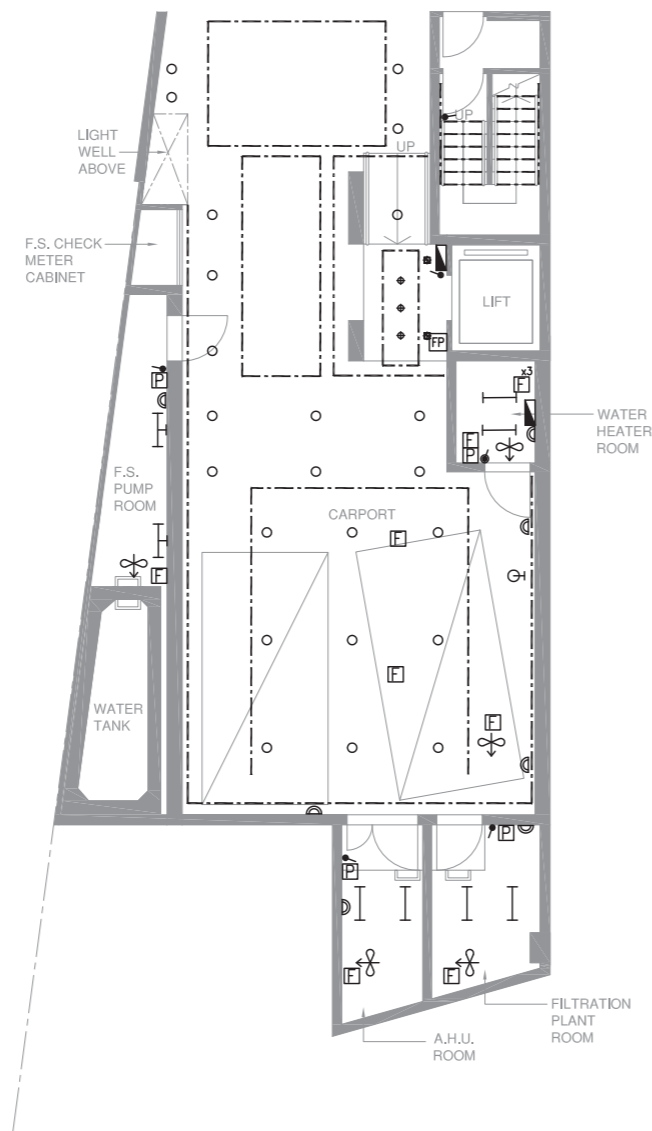 UP
UP
LIGHT
WELL
ABOVE
F.S. CHECK
METER
CABINET
LIFT
FP
x3
F
P
WATER
HEATER
ROOM
F
P
F.S.
PUMP
ROOM
CARPORT
F
F
F
F
WATER
TANK
P
P
F
F
FILTRATION
PLANT
ROOM
A.H.U.
ROOM